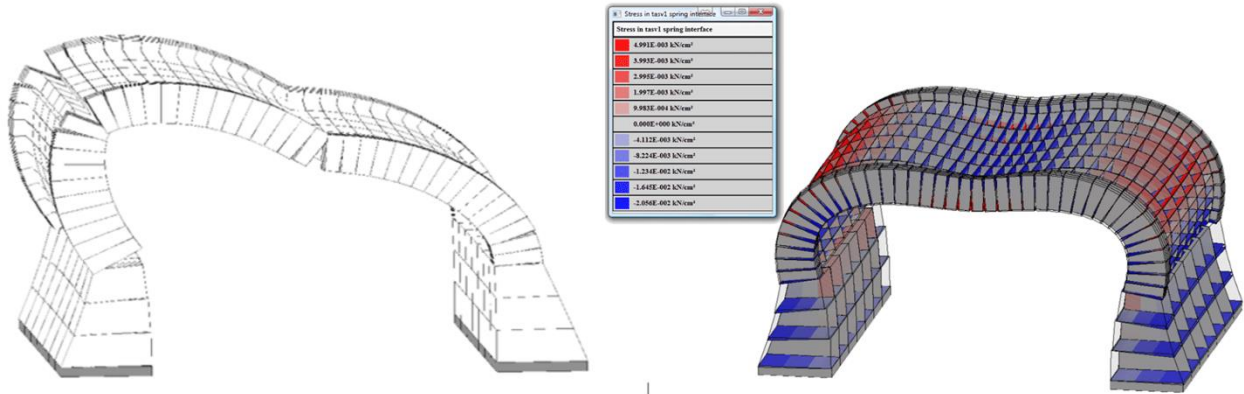 Stress in tasv1 spring interface
Stress in tasv1 spring interface
4.991E-003 kN/cm²
3.993E-003 kN/cm²
2.995E-003 kN/cm²
1.997E-003 kN/cm²
9.983E-004 kN/cm²
0.000E+000 kN/cm²
-4.112E-003 kN/cm²
-8.224E-003 kN/cm²
-1.234E-002 kN/cm²
-1.645E-002 kN/cm²
-2.056E-002 kN/cm²